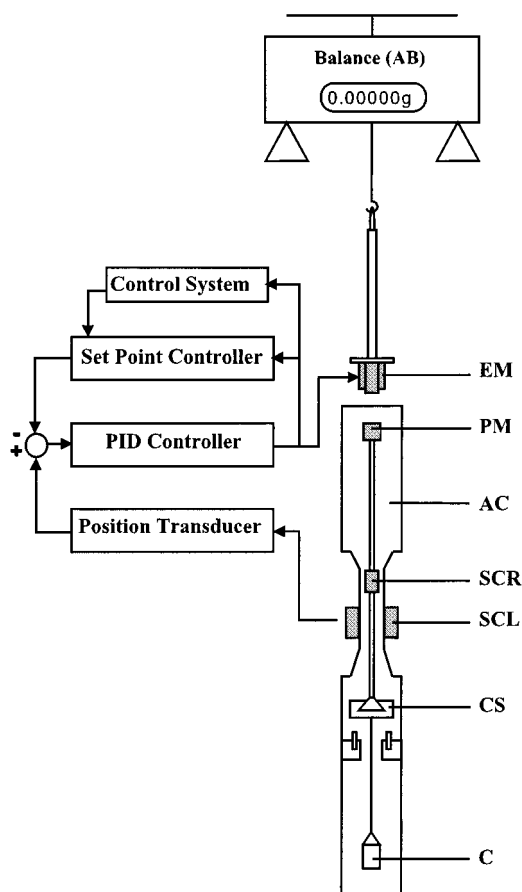 Balance (AB)
0.00000g
Control System
Set Point Controller
EM
PID Controller
PM
AC
Position Transducer
SCR
SCL
CS
C
+
-